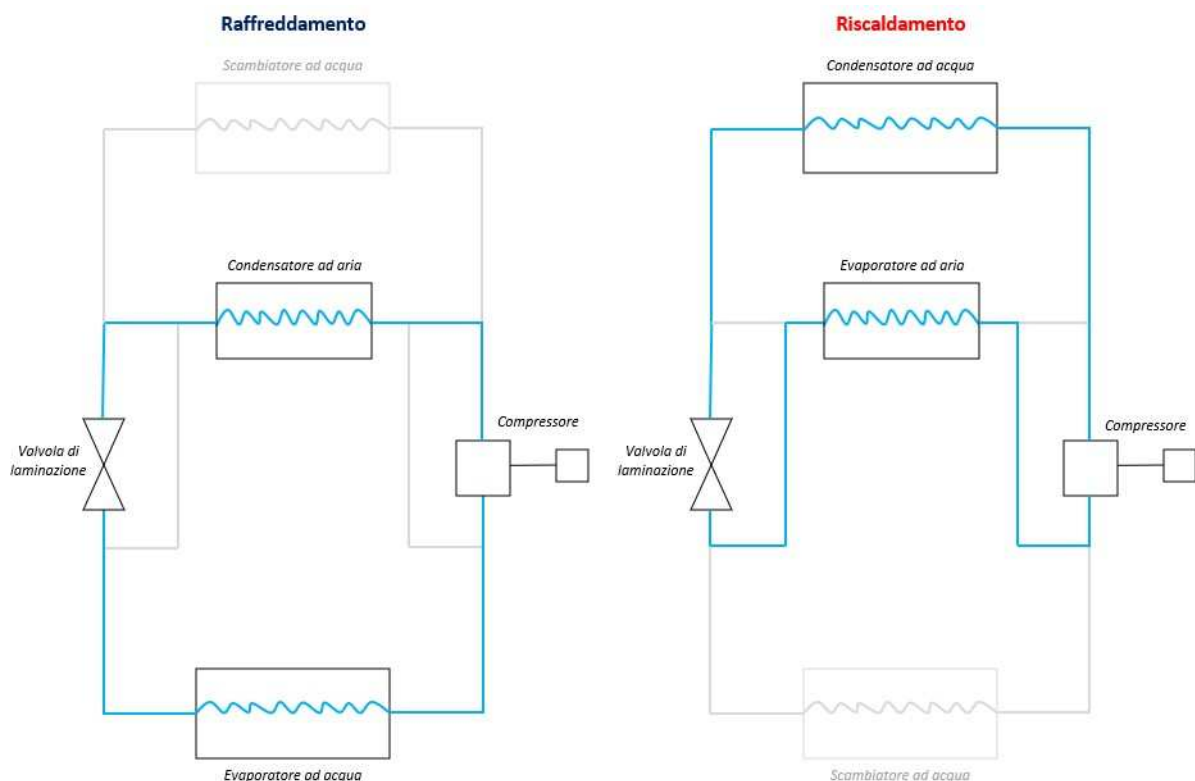 Raffreddamento
Scambiatore ad acqua
Condensatore ad aria
Compressore
Valvola di
laminazione
Evaporatore ad acqua
Riscaldamento
Condensatore ad acqua
Evaporatore ad aria
Compressore
Valvola di
laminazione
Scambiatore ad acqua